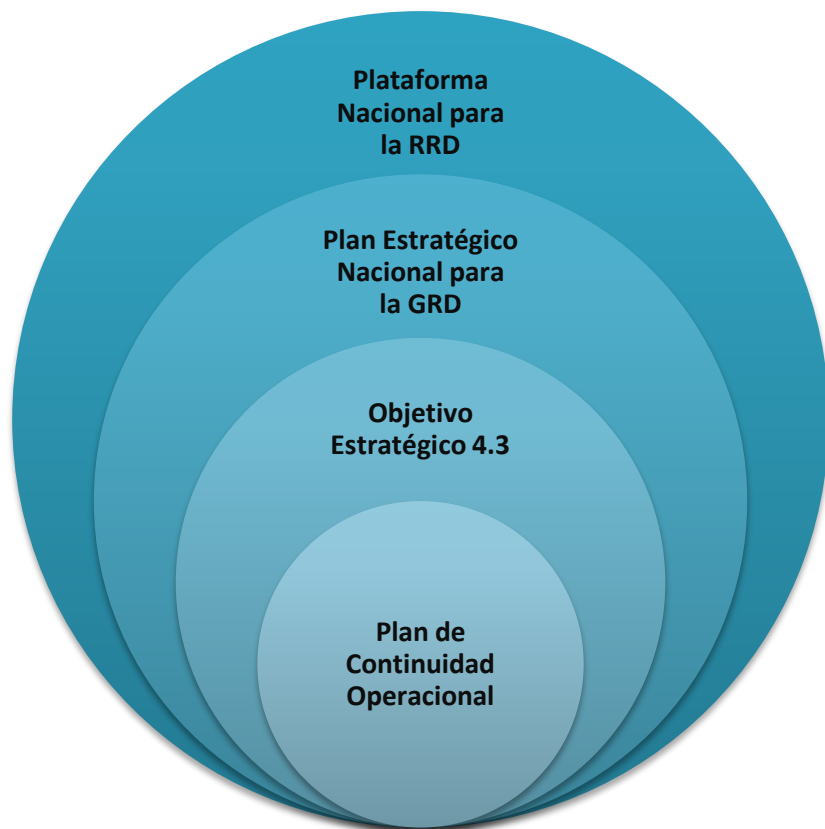 Plataforma
Nacional para
la RRD
Plan Estratégico
Nacional para
la GRD
Objetivo
Estratégico 4.3
Plan de
Continuidad
Operacional